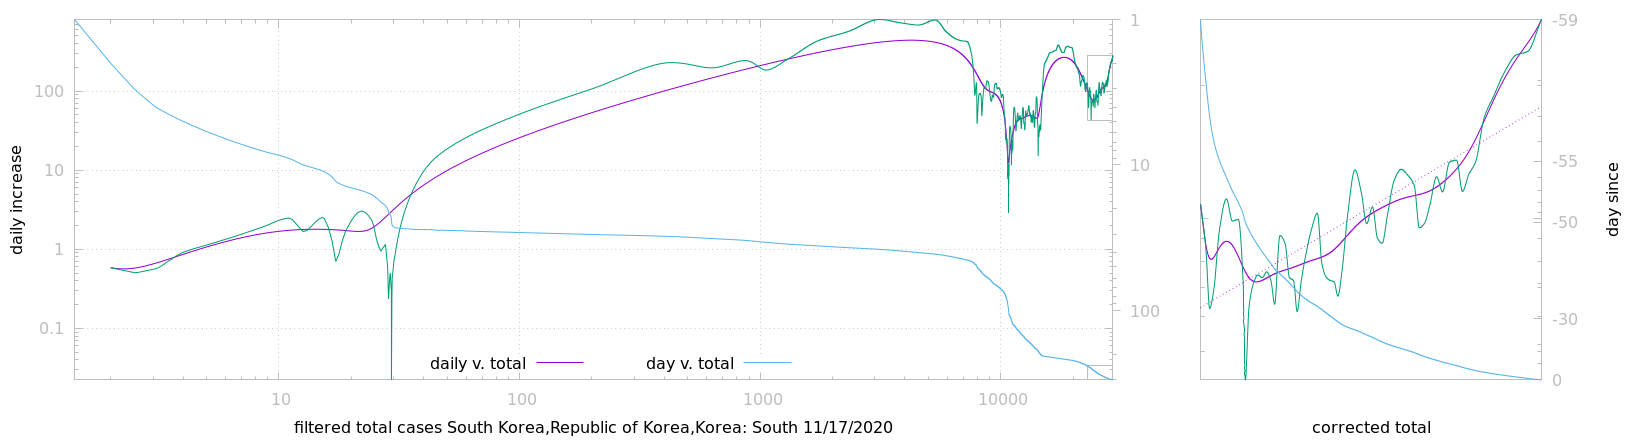 1 -59
100
daily increase
10 10 -55
day since
1 -50
0.1 100 -30
daily v. total day v. total 0
10 100 1000 10000
filtered total cases South Korea,Republic of Korea,Korea: South 11/17/2020 corrected total